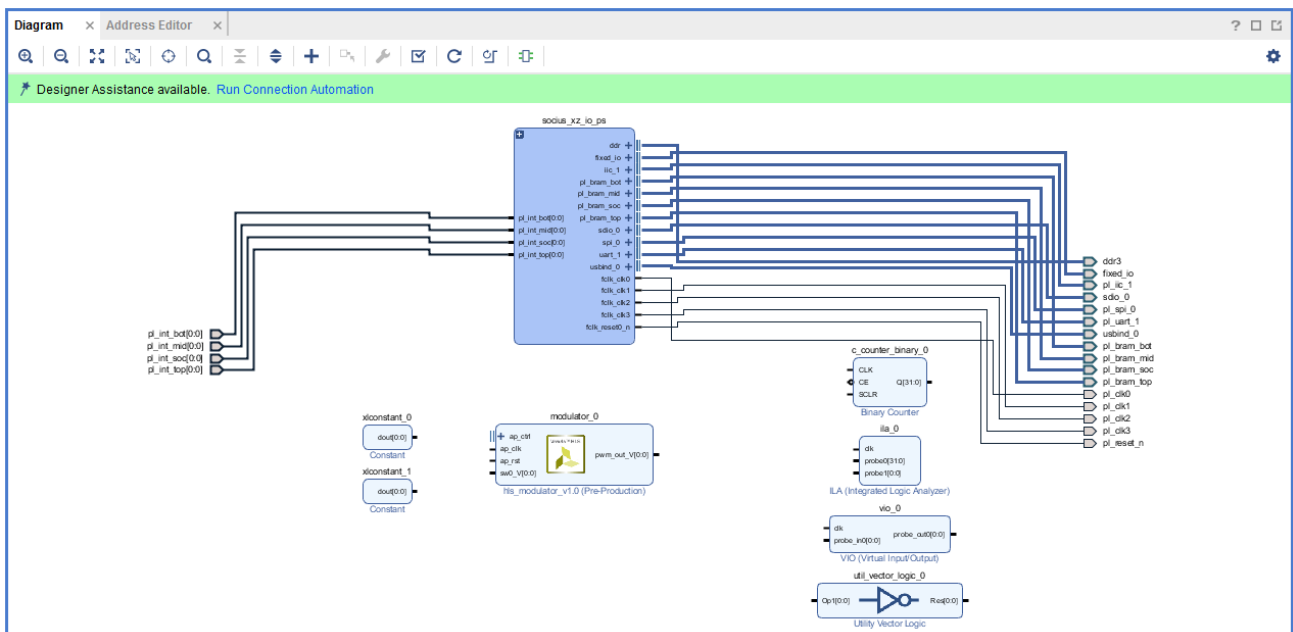 Diagram × Address Editor ×
Designer Assistance available. Run Connection Automation
socius_xz_io_ps
ddr
fixed_io
iic_1
pl_bram_bot
pl_bram_mid
pl_bram_soc
pl_int_bot[0:0] pl_bram_top
pl_int_mid[0:0] sdio_0
pl_int_soc[0:0] spi_0
pl_int_top[0:0] uart_1
usbind_0
fclk_clk0
fclk_clk1
fclk_clk2
fclk_clk3
fclk_reset0_n
ddr3
fixed_io
pl_iic_1
sdio_0
pl_spi_0
pl_uart_1
usbind_0
pl_bram_bot
pl_bram_mid
pl_bram_soc
pl_bram_top
pl_clk0
pl_clk1
pl_clk2
pl_clk3
pl_reset_n
pl_int_bot[0:0]
pl_int_mid[0:0]
pl_int_soc[0:0]
pl_int_top[0:0]
c_counter_binary_0
CLK
CE Q[31:0]
SCLR
Binary Counter
xlconstant_0
dout[0:0]
Constant
xlconstant_1
dout[0:0]
Constant
modulator_0
ap_ctrl
ap_clk
ap_rst pwm_out_V[0:0]
sw0_V[0:0]
hls_modulator_v1.0 (Pre-Production)
ila_0
clk
probe0[31:0]
probe1[0:0]
ILA (Integrated Logic Analyzer)
vio_0
clk
probe_in0[0:0] probe_out0[0:0]
VIO (Virtual Input/Output)
util_vector_logic_0
Op1[0:0] Res[0:0]
Utility Vector Logic